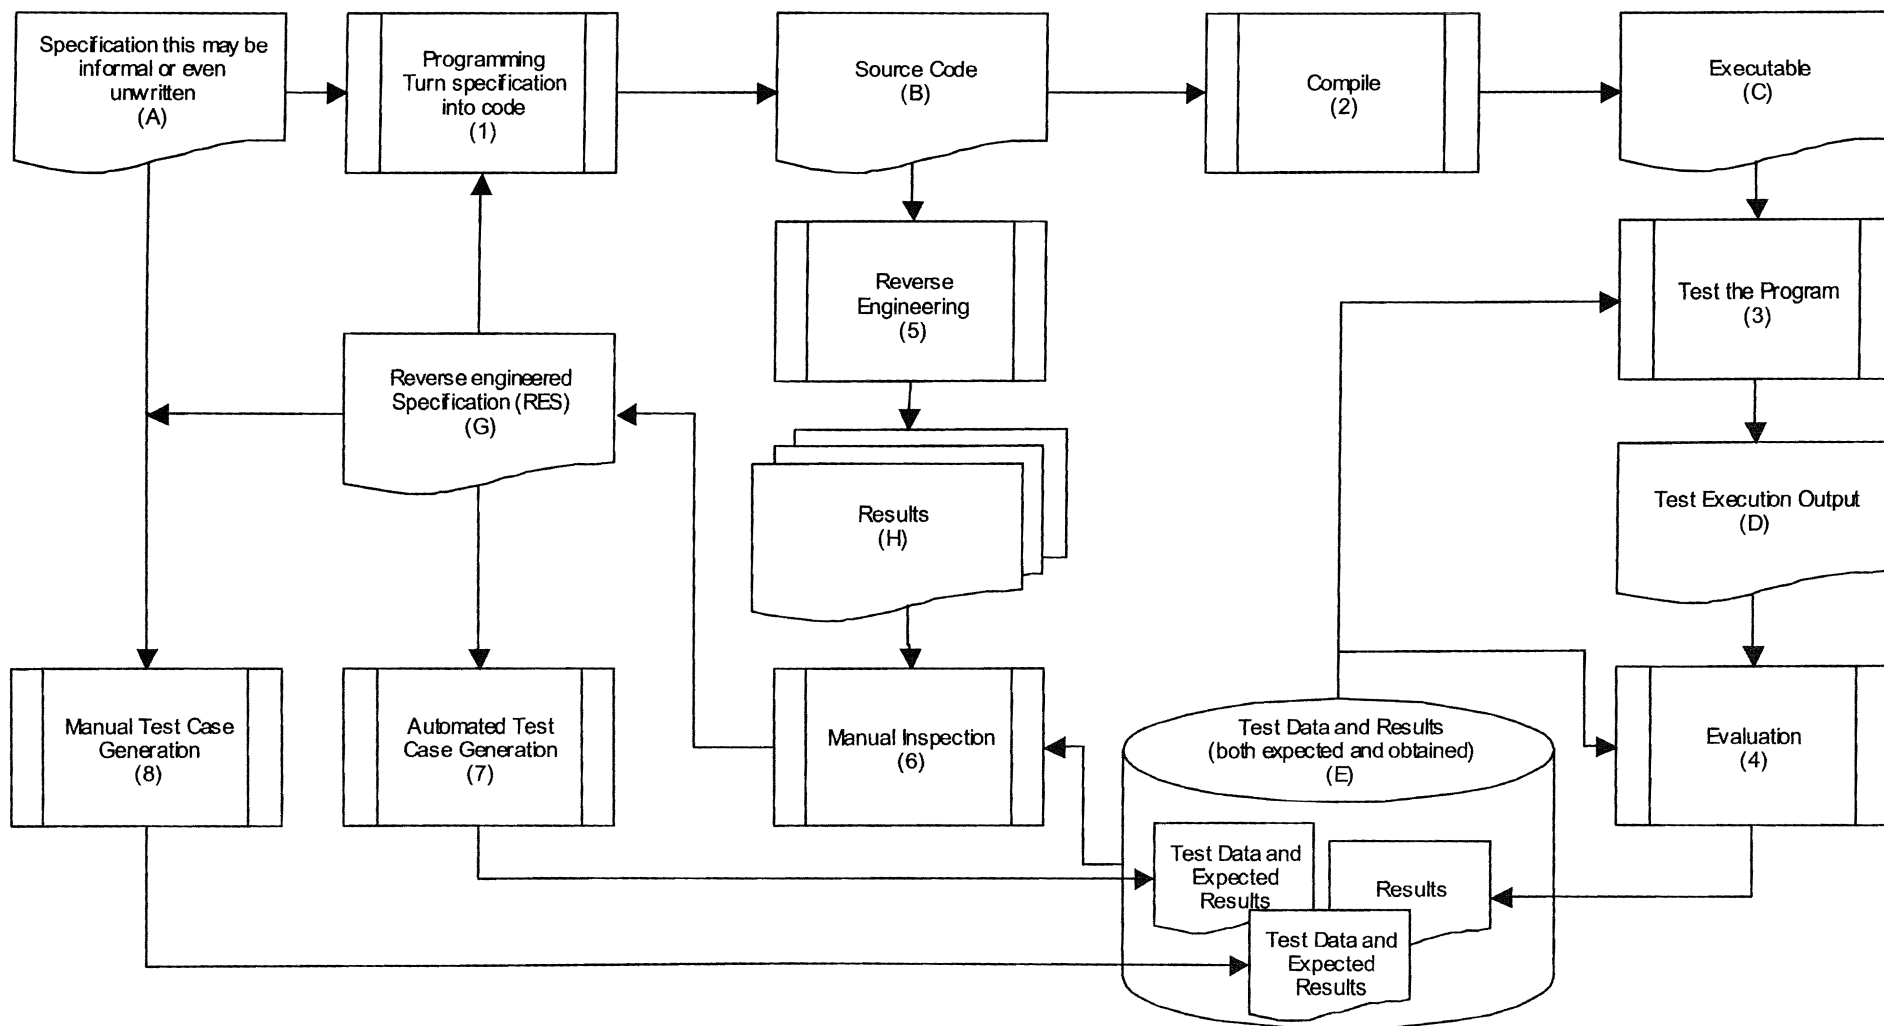 Specification this may be
informal or even
unwritten
(A)
Programming
Turn specification
into code
(1)
Source Code
(B)
Compile
(2)
Executable
(C)
Reverse
Engineering
(5)
Test the Program
(3)
Reverse engineered
Specification (RES)
(G)
Results
(H)
Test Execution Output
(D)
Manual Test Case
Generation
(8)
Automated Test
Case Generation
(7)
Manual Inspection
(6)
Test Data and Results
(both expected and obtained)
(E)
Evaluation
(4)
Test Data and
Expected
Results
Results
Test Data and
Expected
Results